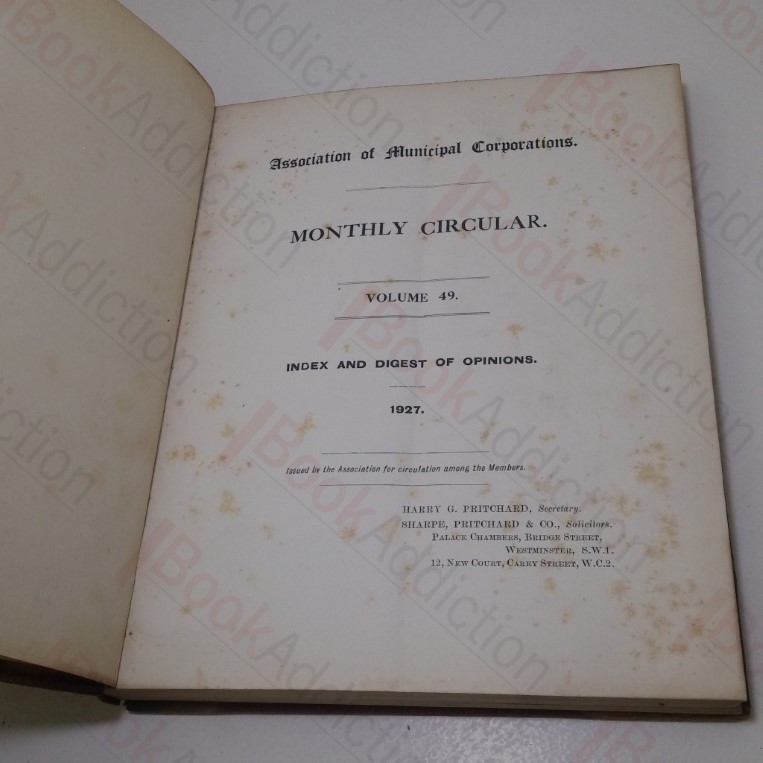 Association of Municipal Corporations.
MONTHLY CIRCULAR.
VOLUME 49.
INDEX AND DIGEST OF OPINIONS.
1927.
Issued by the Association for circulation among the Members.
HARRY G. PRITCHARD, Secretary.
SHARPE, PRITCHARD & CO., Solicitors.
PALACE CHAMBERS, BRIDGE STREET,
WESTMINSTER, S.W.1.
12, NEW COURT, CAREY STREET, W.C.2.
BookAddiction